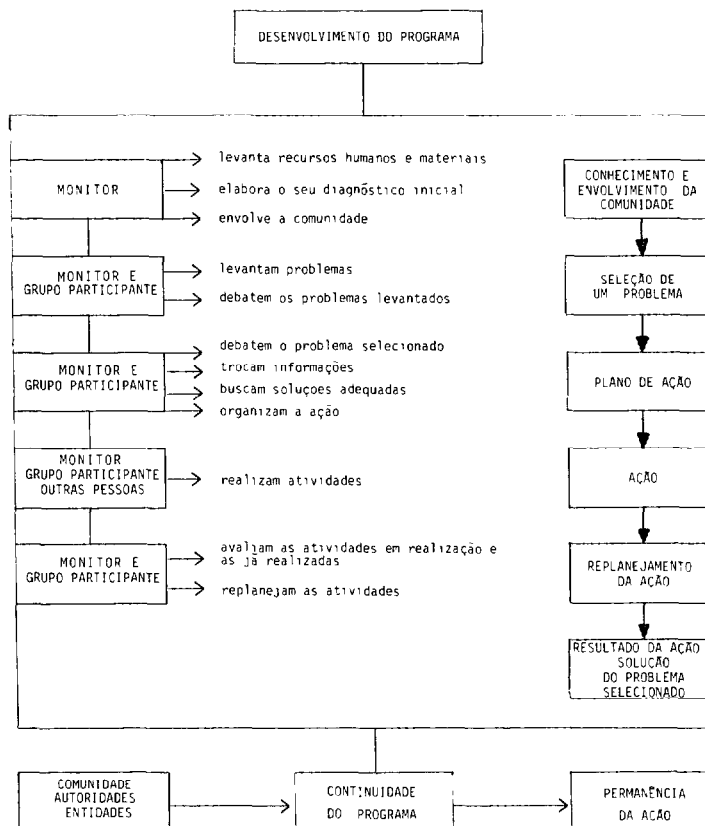 DESENVOLVIMENTO DO PROGRAMA
MONITOR
levanta recursos humanos e materiais
elabora o seu diagnóstico inicial
envolve a comunidade
MONITOR E
GRUPO PARTICIPANTE
levantam problemas
debatem os problemas levantados
MONITOR E
GRUPO PARTICIPANTE
debatem o problema selecionado
trocam informações
buscam soluções adequadas
organizam a ação
MONITOR
GRUPO PARTICIPANTE
OUTRAS PESSOAS
realizam atividades
MONITOR E
GRUPO PARTICIPANTE
avaliam as atividades em realização e
as já realizadas
replanejam as atividades
CONHECIMENTO E
ENVOLVIMENTO DA
COMUNIDADE
SELEÇÃO DE
UM PROBLEMA
PLANO DE AÇÃO
AÇÃO
REPLANEJAMENTO
DA AÇÃO
RESULTADO DA AÇÃO
SOLUÇÃO
DO PROBLEMA
SELECIONADO
COMUNIDADE
AUTORIDADES
ENTIDADES
CONTINUIDADE
DO PROGRAMA
PERMANÊNCIA
DA AÇÃO